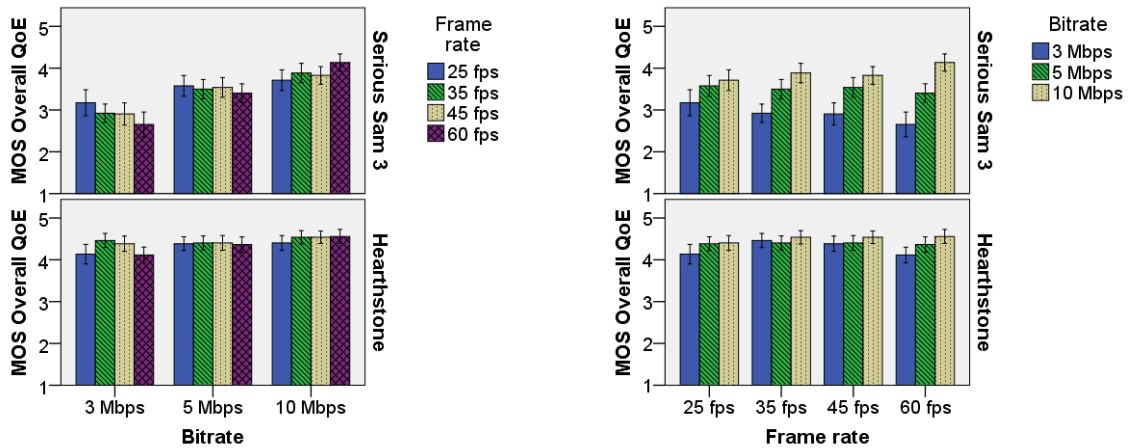 MOS Overall QoE
5
4
3
2
1
Serious Sam 3
MOS Overall QoE
5
4
3
2
1
Hearthstone
3 Mbps 5 Mbps 10 Mbps
Bitrate
Frame
rate
25 fps
35 fps
45 fps
60 fps
MOS Overall QoE
5
4
3
2
1
Serious Sam 3
MOS Overall QoE
5
4
3
2
1
Hearthstone
25 fps 35 fps 45 fps 60 fps
Frame rate
Bitrate
3 Mbps
5 Mbps
10 Mbps